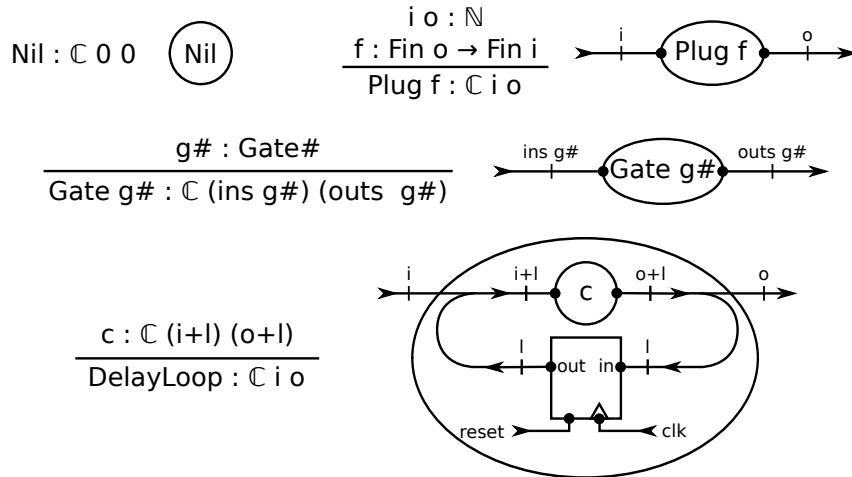 Nil : ℂ 0 0
Nil
i o : ℕ
f : Fin o → Fin i
Plug f : ℂ i o
i
Plug f
o
g# : Gate#
Gate g# : ℂ (ins g#) (outs g#)
ins g#
Gate g#
outs g#
c : ℂ (i+l) (o+l)
DelayLoop : ℂ i o
i
i+l
c
o+l
o
l
out
in
l
reset
clk